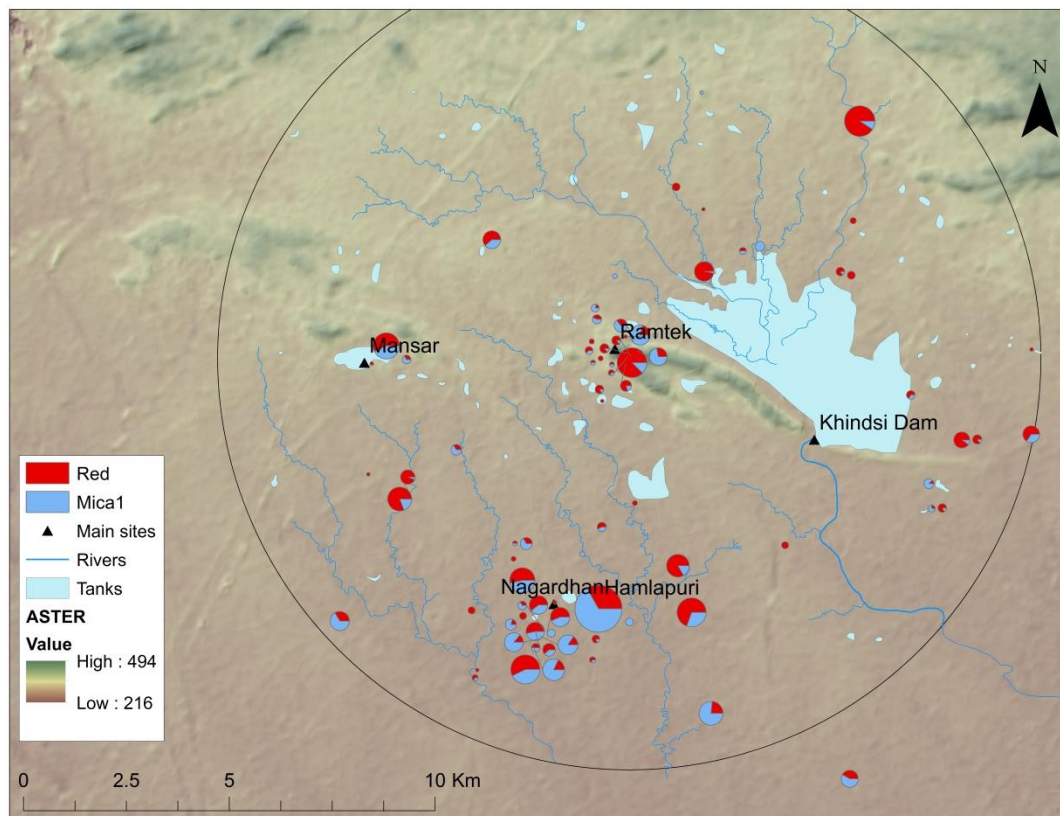 N
Ramtek
Mansar
Khindsi Dam
Red
Mica1
Main sites
Rivers
Tanks
ASTER
Value
High : 494
Low : 216
NagardhanHamlapuri
0 2.5 5 10 Km